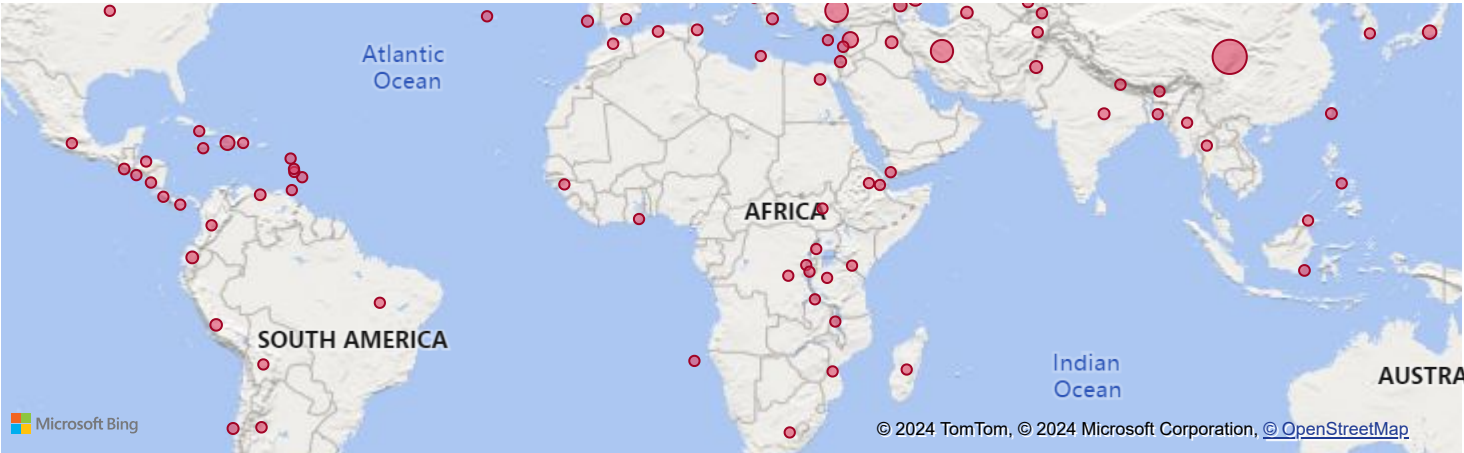 Atlantic
Ocean
AFRICA
SOUTH AMERICA
Indian
Ocean
AUSTRA
Microsoft Bing
© 2024 TomTom, © 2024 Microsoft Corporation, © OpenStreetMap